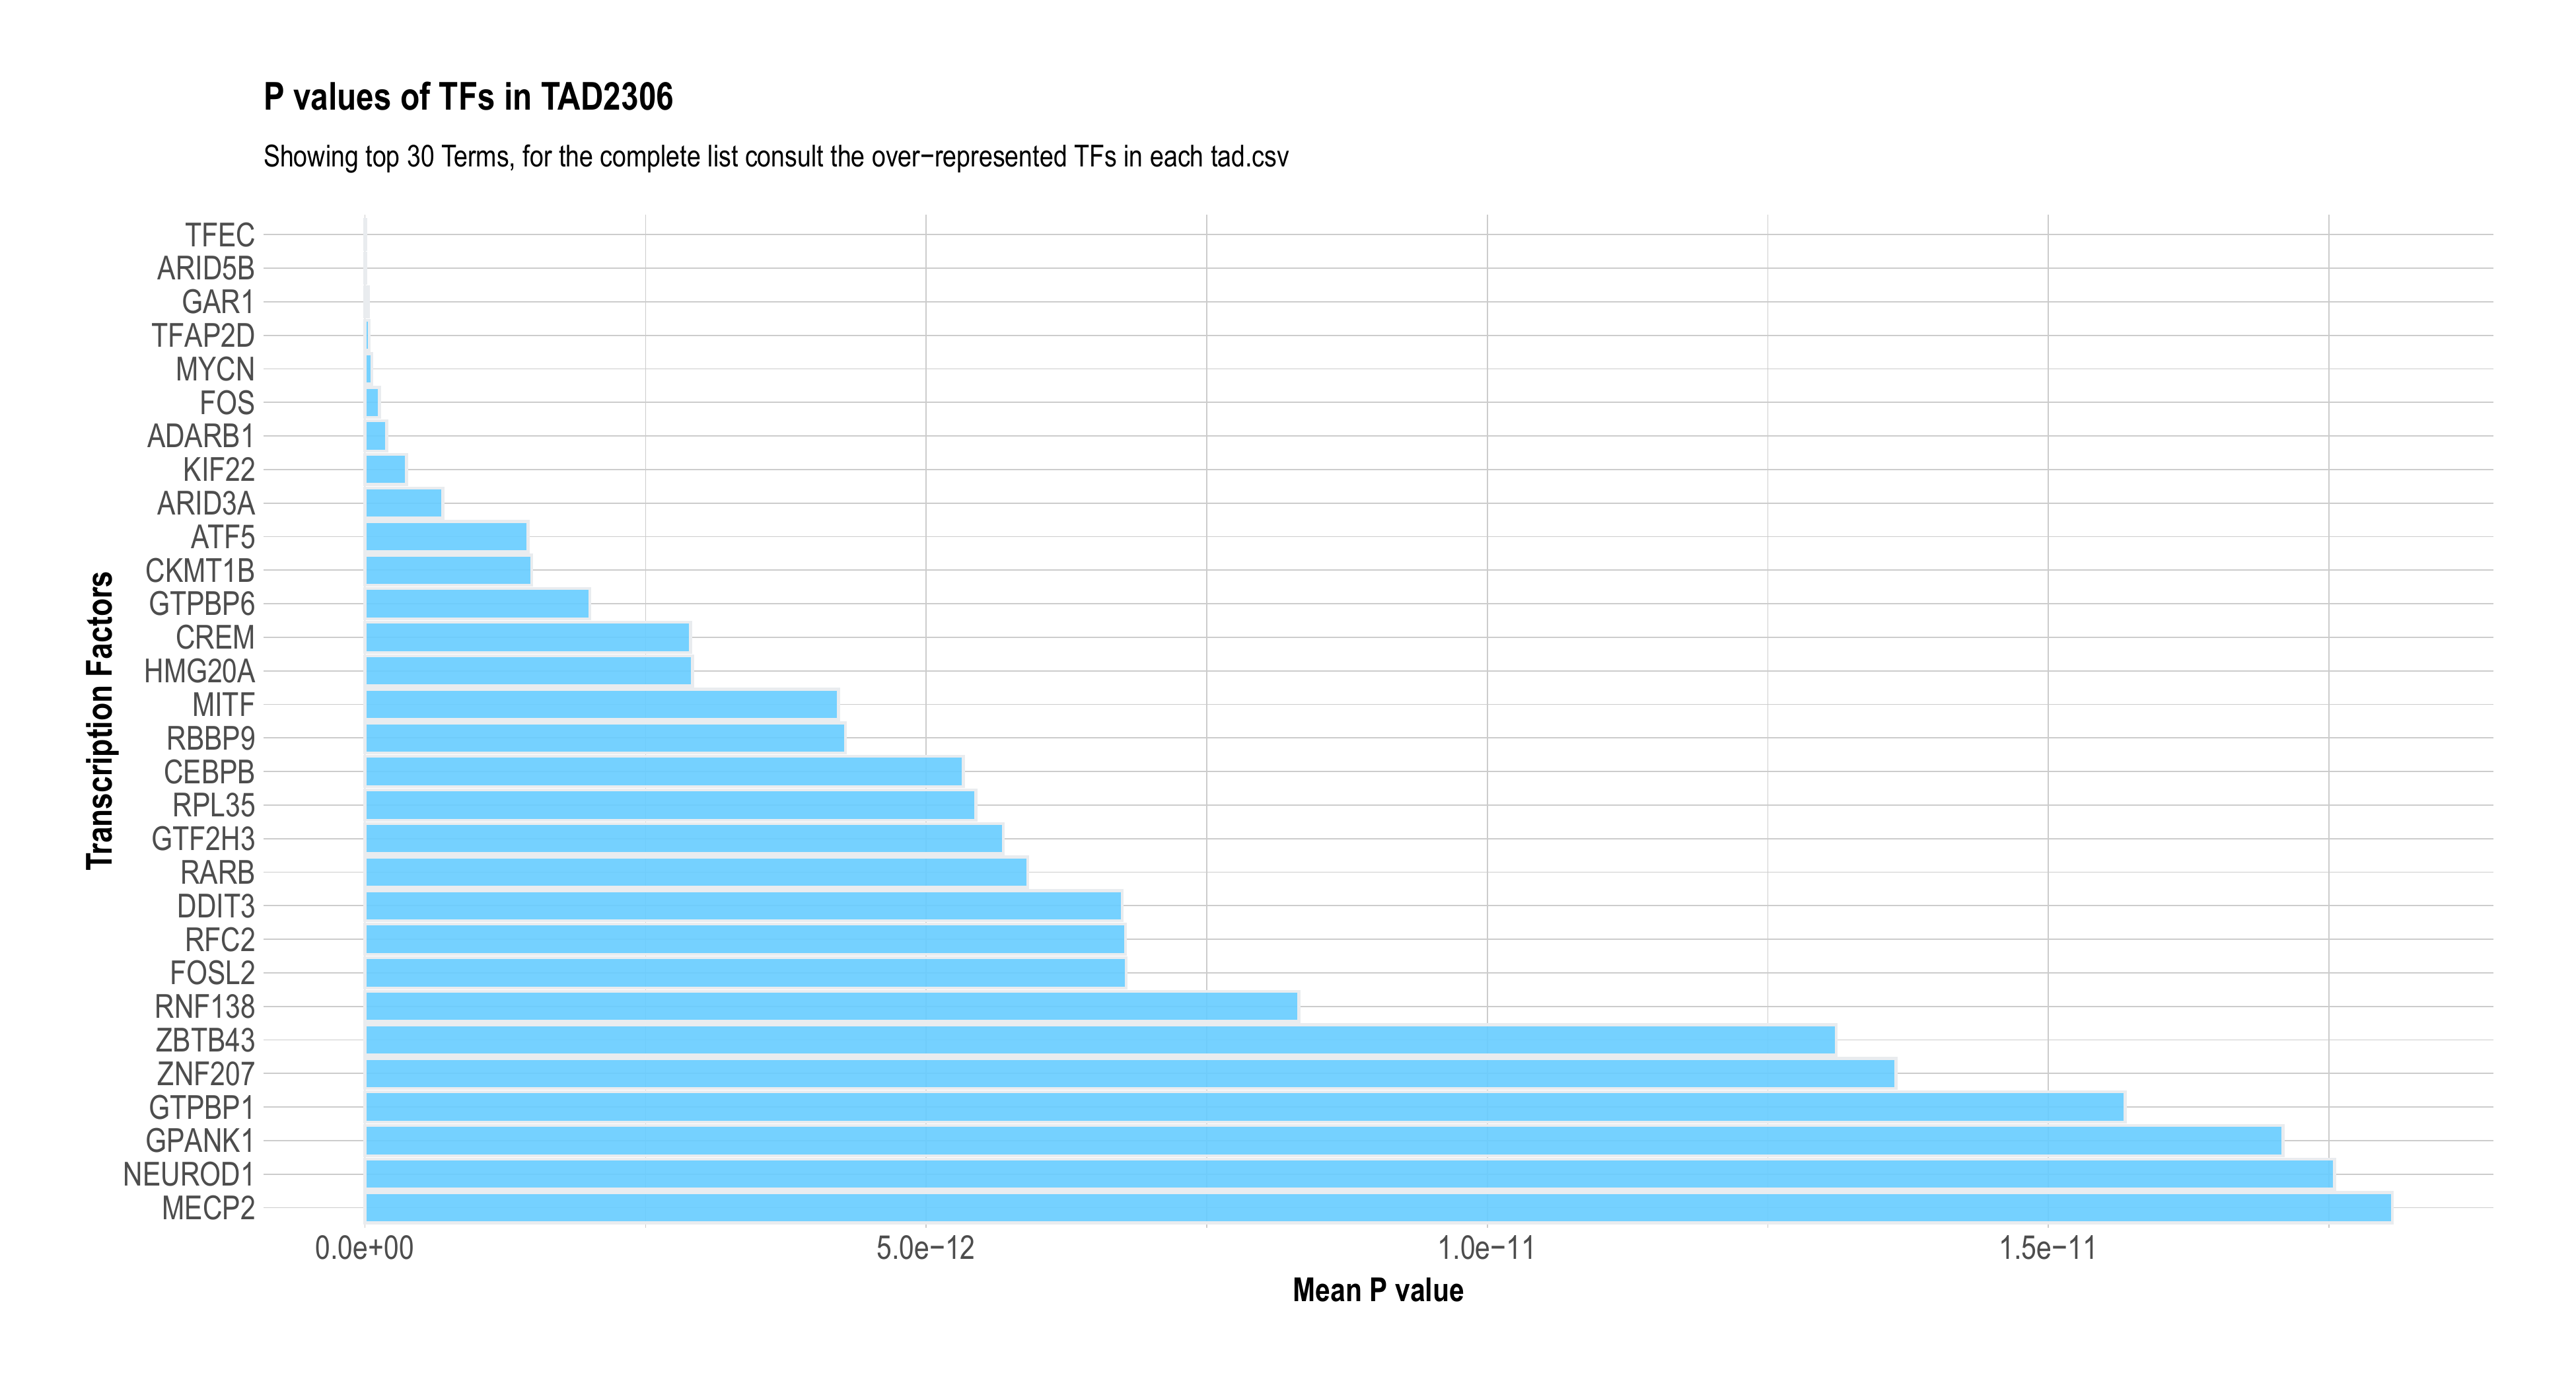 P values of TFs in TAD2306
Showing top 30 Terms, for the complete list consult the over−represented TFs in each tad.csv
Transcription Factors
TFEC
ARID5B
GAR1
TFAP2D
MYCN
FOS
ADARB1
KIF22
ARID3A
ATF5
CKMT1B
GTPBP6
CREM
HMG20A
MITF
RBBP9
CEBPB
RPL35
GTF2H3
RARB
DDIT3
RFC2
FOSL2
RNF138
ZBTB43
ZNF207
GTPBP1
GPANK1
NEUROD1
MECP2
0.0e+00 5.0e−12 1.0e−11 1.5e−11
Mean P value